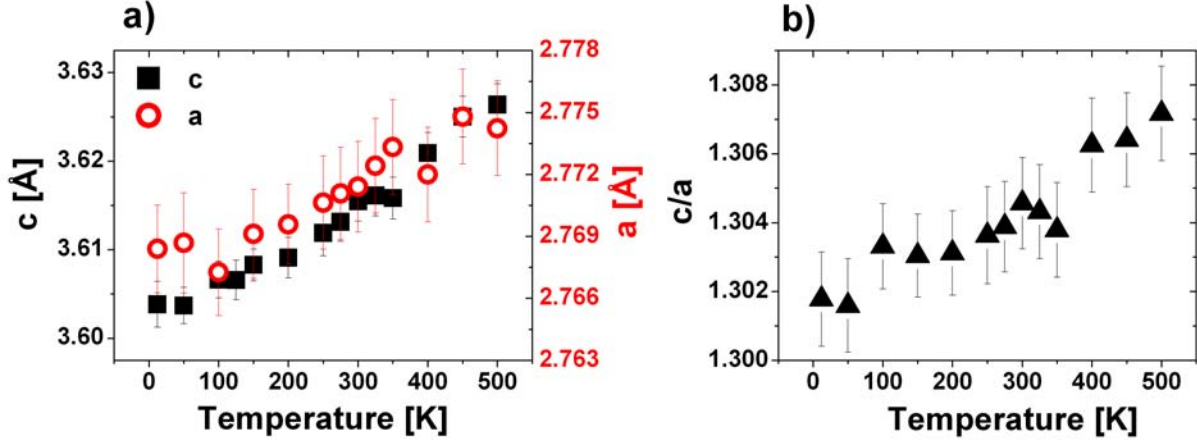 a)
3.63
3.62
3.61
3.60
c [Å]
c
a
2.778
2.775
2.772
2.769
2.766
2.763
a [Å]
0 100 200 300 400 500
Temperature [K]
b)
1.308
1.306
1.304
1.302
1.300
c/a
0 100 200 300 400 500
Temperature [K]